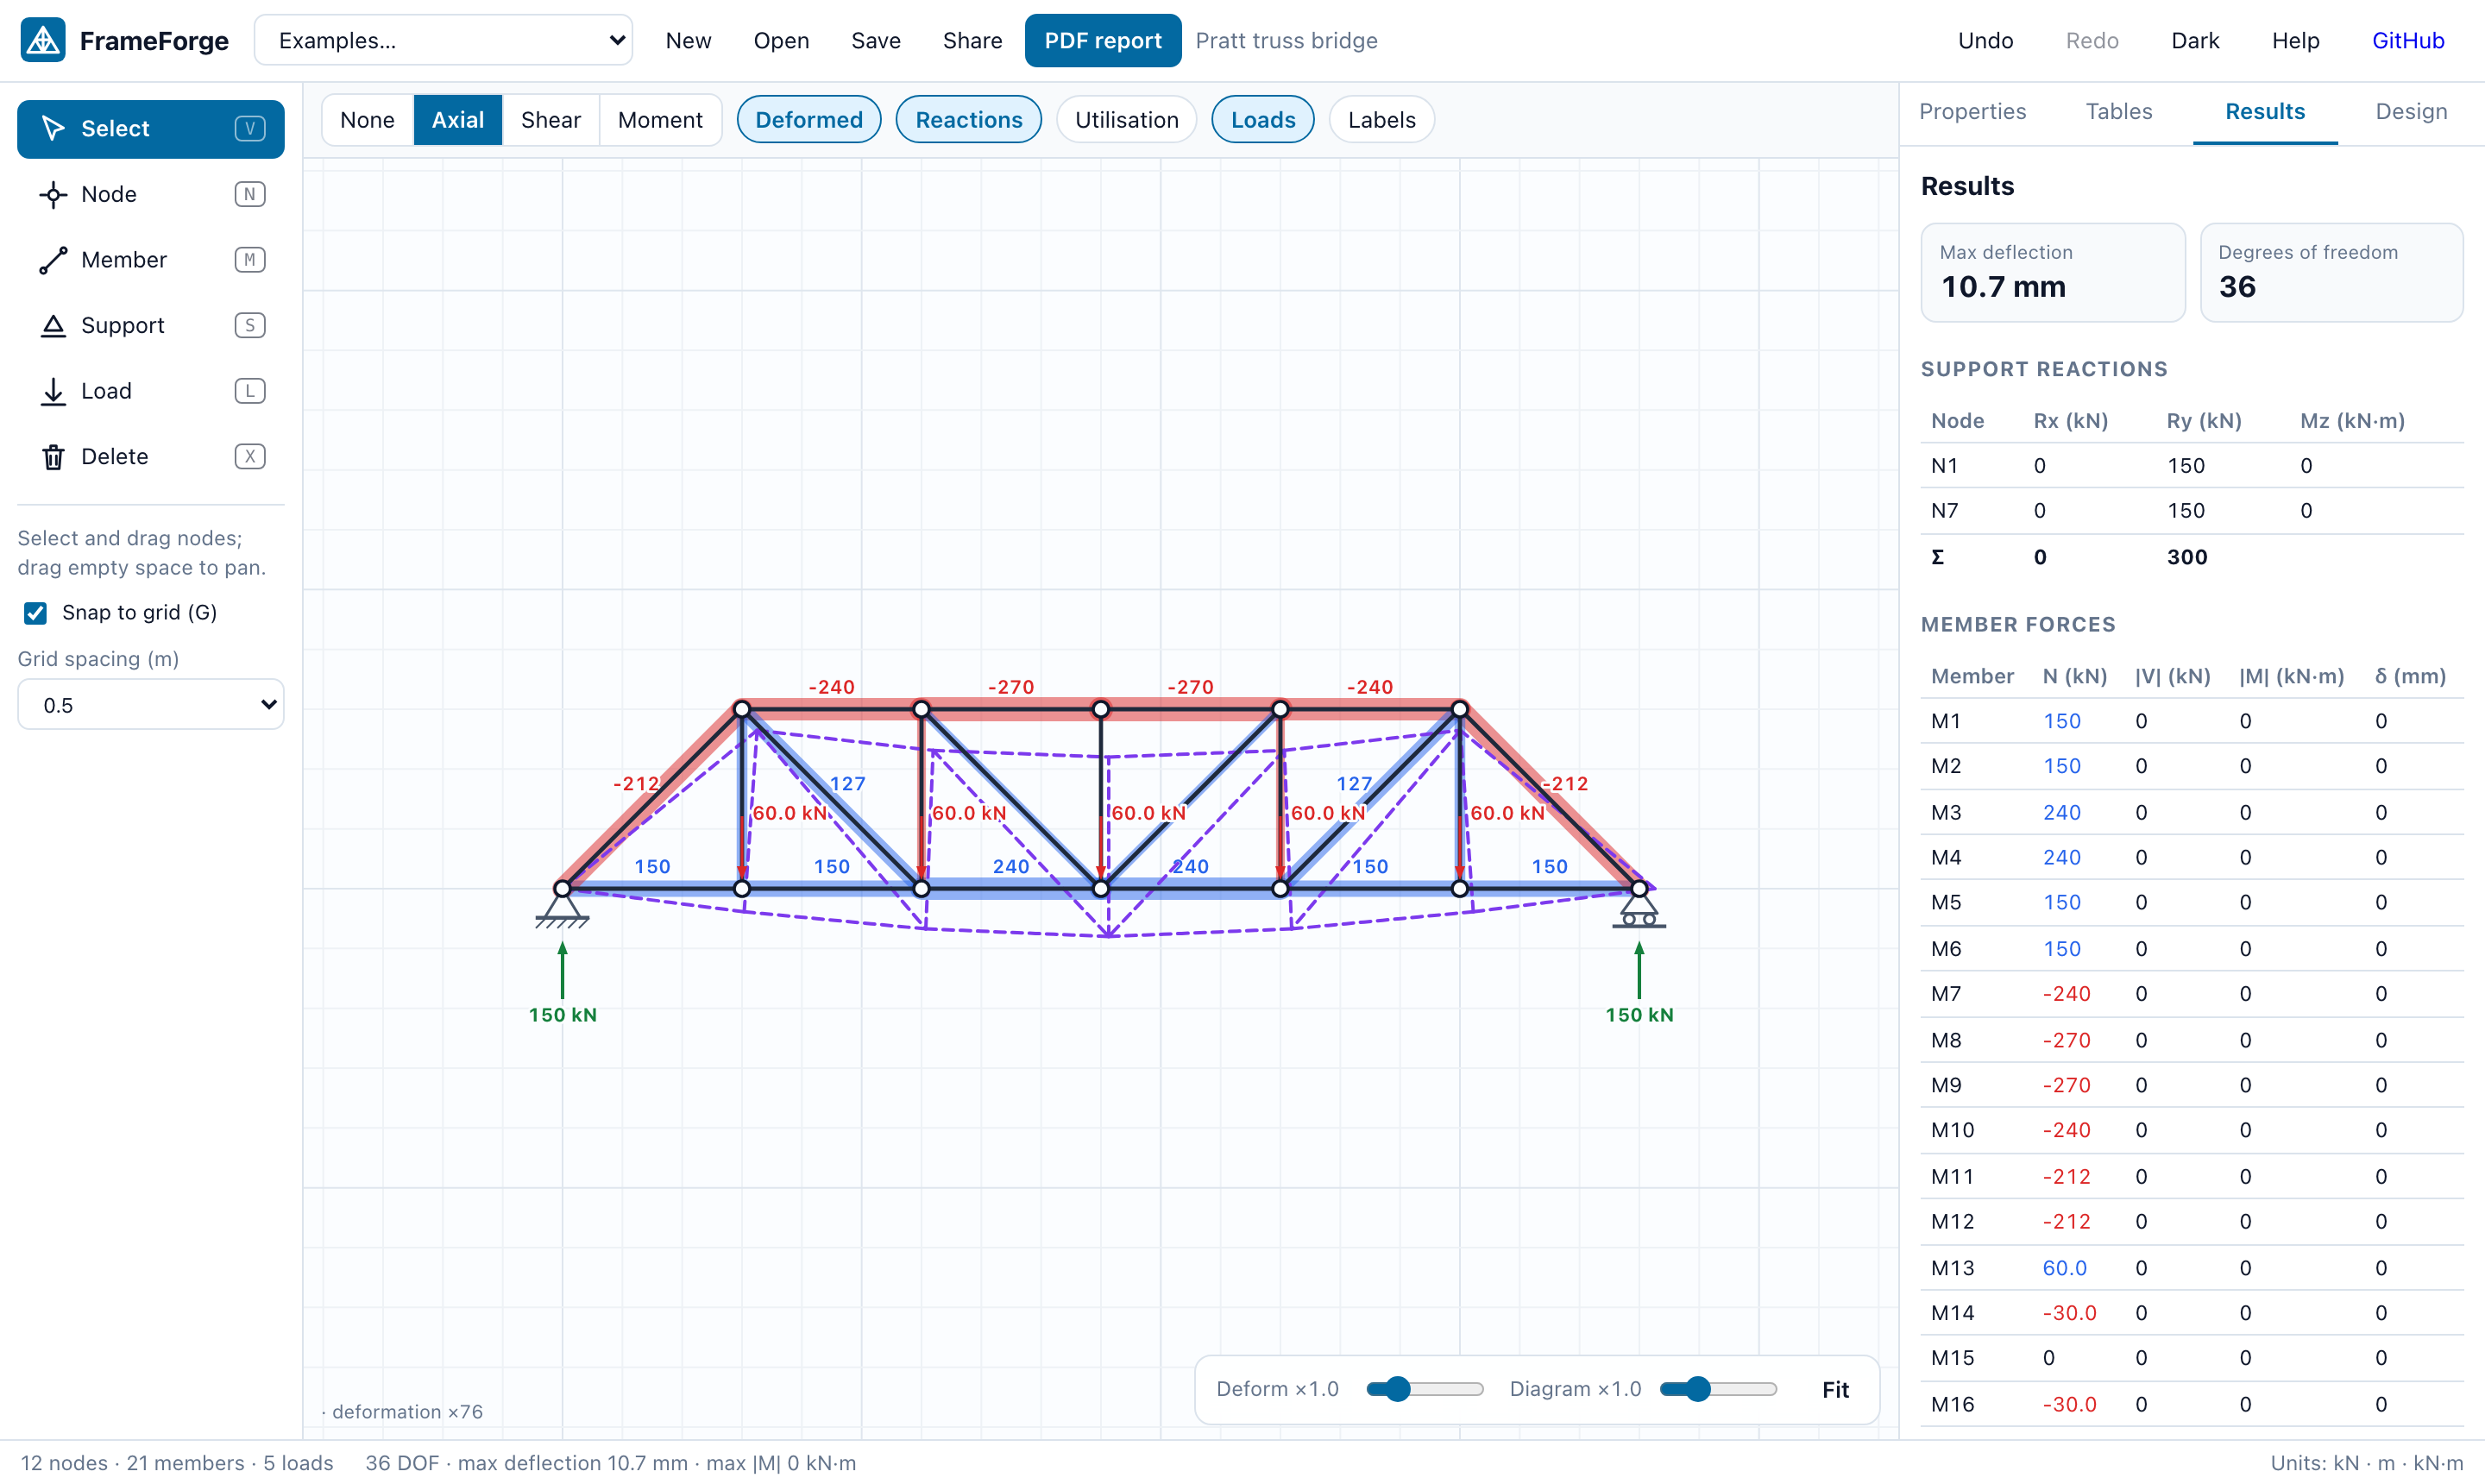 FrameForge
Examples...
New
Open
Save
Share
PDF report
Pratt truss bridge
Undo
Redo
Dark
Help
GitHub
Select V
Node N
Member M
Support S
Load L
Delete X
Select and drag nodes;
drag empty space to pan.
Snap to grid (G)
Grid spacing (m)
0.5
None
Axial
Shear
Moment
Deformed
Reactions
Utilisation
Loads
Labels
-240 -270 -270 -240
-212 127 127 -212
60.0 kN 60.0 kN 60.0 kN 60.0 kN 60.0 kN
150 150 240 240 150 150
150 kN 150 kN
· deformation ×76
Deform ×1.0
Diagram ×1.0
Fit
Properties
Tables
Results
Design
Results
Max deflection
10.7 mm
Degrees of freedom
36
SUPPORT REACTIONS
Node Rx (kN) Ry (kN) Mz (kN·m)
N1 0 150 0
N7 0 150 0
Σ 0 300
MEMBER FORCES
Member N (kN) |V| (kN) |M| (kN·m) δ (mm)
M1 150 0 0 0
M2 150 0 0 0
M3 240 0 0 0
M4 240 0 0 0
M5 150 0 0 0
M6 150 0 0 0
M7 -240 0 0 0
M8 -270 0 0 0
M9 -270 0 0 0
M10 -240 0 0 0
M11 -212 0 0 0
M12 -212 0 0 0
M13 60.0 0 0 0
M14 -30.0 0 0 0
M15 0 0 0 0
M16 -30.0 0 0 0
12 nodes · 21 members · 5 loads 36 DOF · max deflection 10.7 mm · max |M| 0 kN·m
Units: kN · m · kN·m